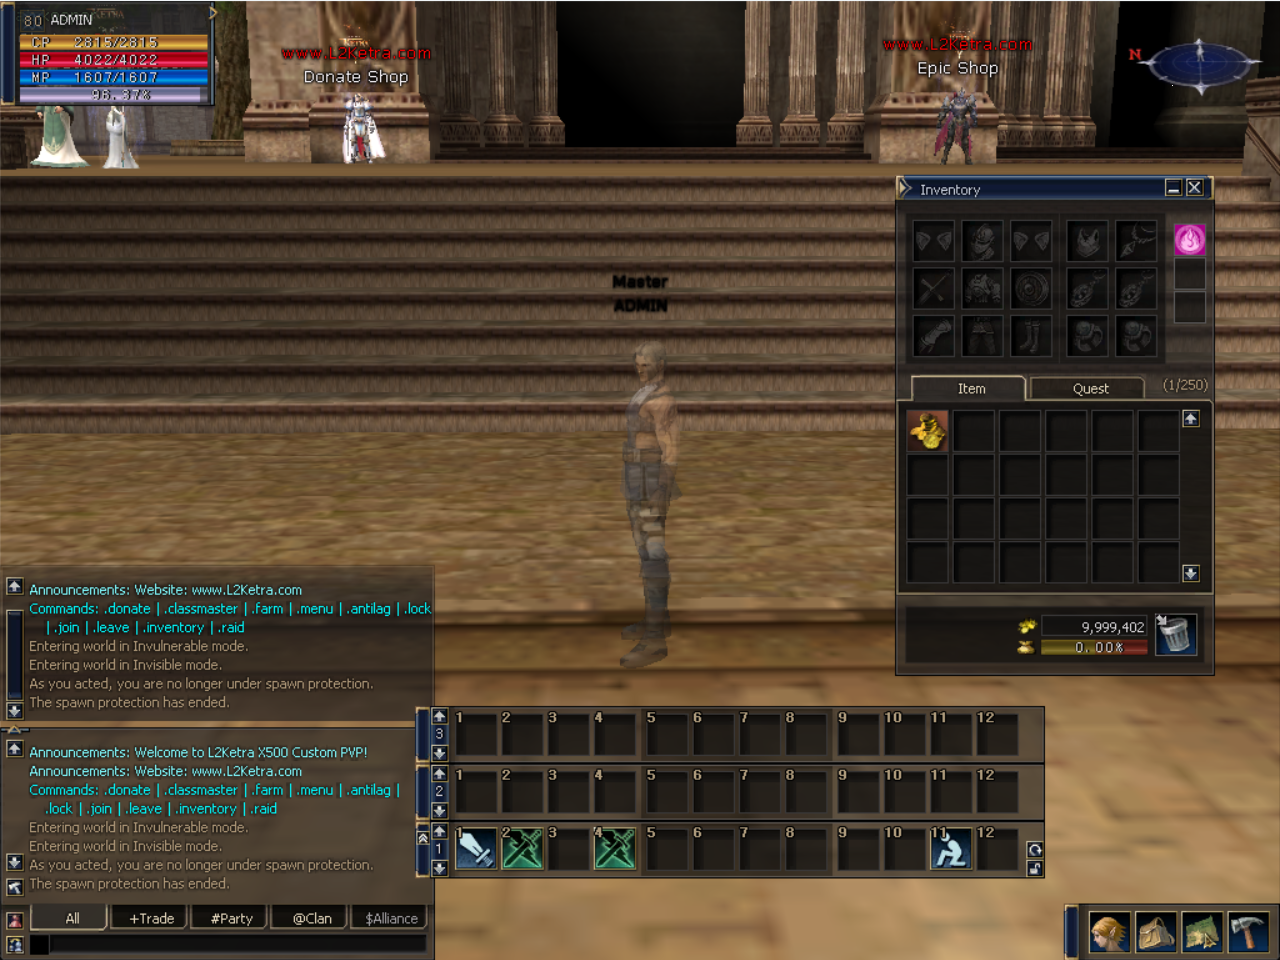 80 ADMIN
CP 2815/2815
HP 4022/4022
MP 1607/1607
96.37%
www.L2Ketra.com
Donate Shop
www.L2Ketra.com
Epic Shop
N
Master
ADMIN
Inventory
Item
Quest
(1/250)
9,999,402
0.00%
Announcements: Website: www.L2Ketra.com
Commands: .donate | .classmaster | .farm | .menu | .antilag | .lock
| .join | .leave | .inventory | .raid
Entering world in Invulnerable mode.
Entering world in Invisible mode.
As you acted, you are no longer under spawn protection.
The spawn protection has ended.
Announcements: Welcome to L2Ketra X500 Custom PVP!
Announcements: Website: www.L2Ketra.com
Commands: .donate | .classmaster | .farm | .menu | .antilag |
.lock | .join | .leave | .inventory | .raid
Entering world in Invulnerable mode.
Entering world in Invisible mode.
As you acted, you are no longer under spawn protection.
The spawn protection has ended.
All
+Trade
#Party
@Clan
$Alliance
3 1 2 3 4 5 6 7 8 9 10 11 12
2 1 2 3 4 5 6 7 8 9 10 11 12
1 1 2 3 4 5 6 7 8 9 10 11 12